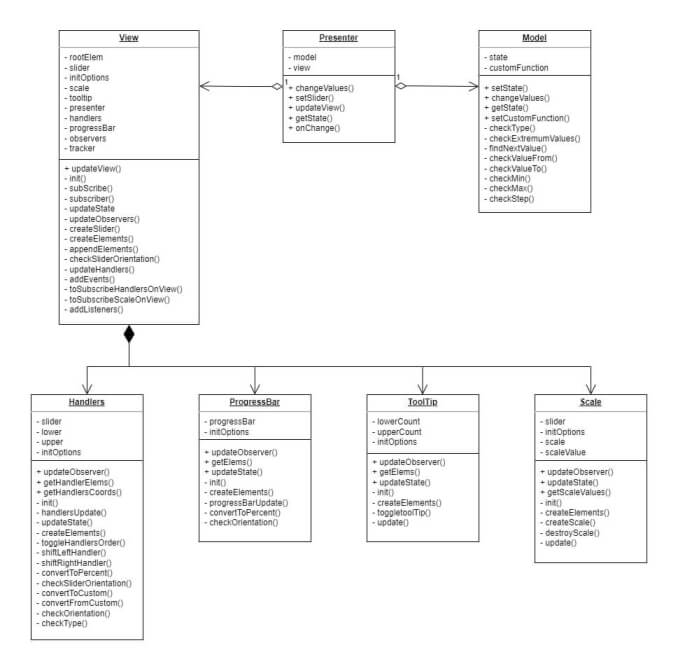 View
- rootElem
- slider
- initOptions
- scale
- tooltip
- presenter
- handlers
- progressBar
- observers
- tracker
+ updateView()
- init()
- subScribe()
- subscriber()
- updateState
- updateObservers()
- createSlider()
- createElements()
- appendElements()
- checkSliderOrientation()
- updateHandlers()
- addEvents()
- toSubscribeHandlersOnView()
- toSubscribeScaleOnView()
- addListeners()
1
Presenter
- model
- view
+ changeValues()
+ setSlider()
+ updateView()
+ getState()
+ onChange()
1
Model
- state
- customFunction
+ setState()
+ changeValues()
+ getState()
+ setCustomFunction()
- checkType()
- checkExtremumValues()
- findNextValue()
- checkValueFrom()
- checkValueTo()
- checkMin()
- checkMax()
- checkStep()
Handlers
- slider
- lower
- upper
- initOptions
+ updateObserver()
+ getHandlerElems()
+ getHandlersCoords()
- init()
- handlersUpdate()
- updateState()
- createElements()
- toggleHandlersOrder()
- shiftLeftHandler()
- shiftRightHandler()
- convertToPercent()
- checkSliderOrientation()
- convertToCustom()
- convertFromCustom()
- checkOrientation()
- checkType()
ProgressBar
- progressBar
- initOptions
+ updateObserver()
+ getElems()
+ updateState()
- init()
- createElements()
- progressBarUpdate()
- convertToPercent()
- checkOrientation()
ToolTip
- lowerCount
- upperCount
- initOptions
+ updateObserver()
+ getElems()
+ updateState()
- init()
- createElements()
- toggletoolTip()
- update()
Scale
- slider
- initOptions
- scale
- scaleValue
+ updateObserver()
+ updateState()
+ getScaleValues()
- init()
- createElements()
- createScale()
- destroyScale()
- update()